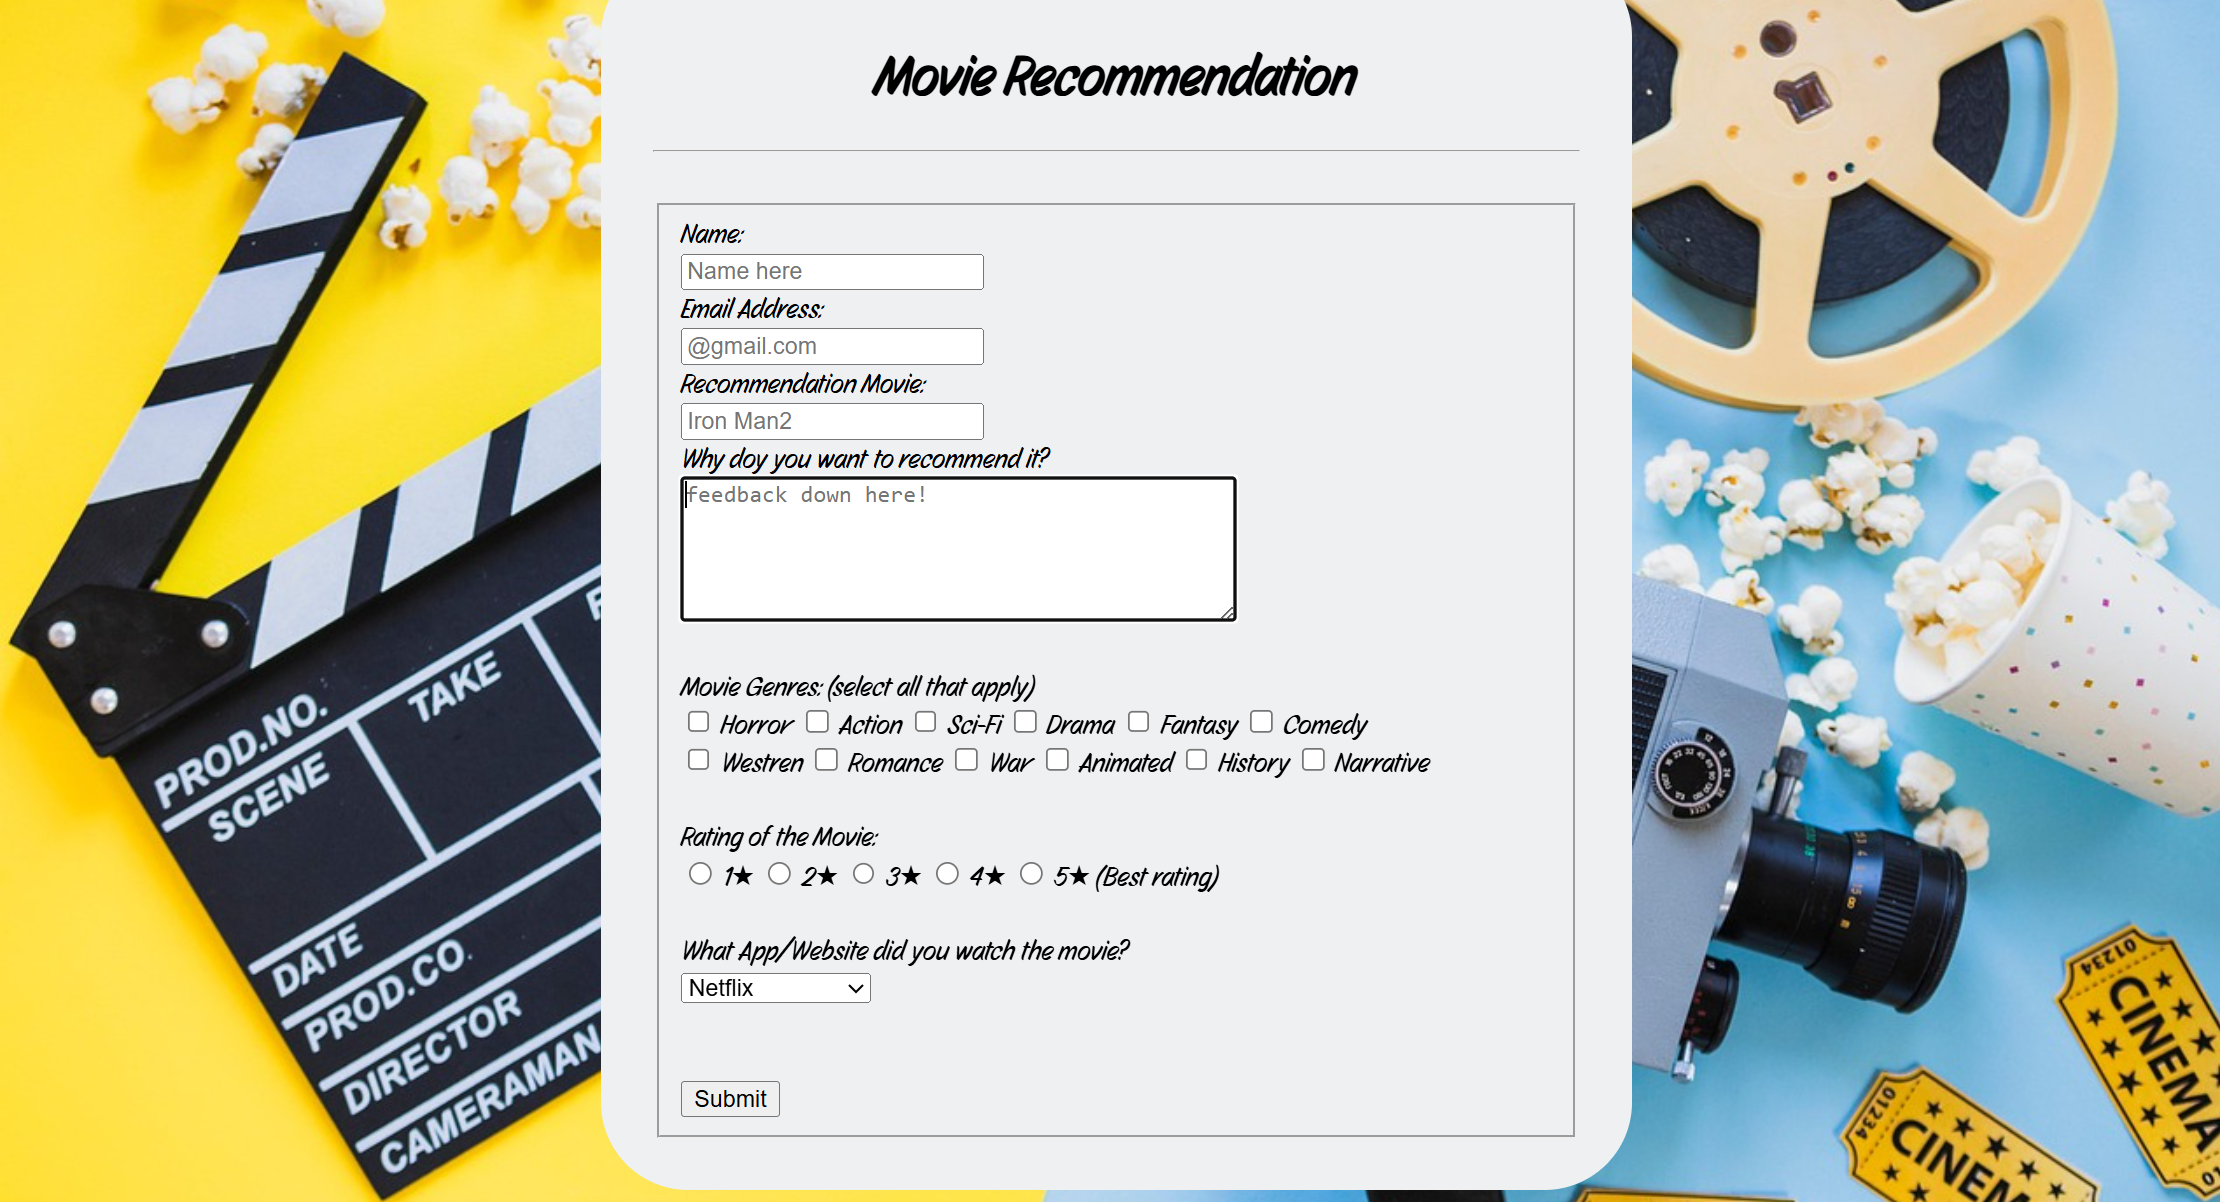 Movie Recommendation
Name:
Name here
Email Address:
@gmail.com
Recommendation Movie:
Iron Man2
Why doy you want to recommend it?
feedback down here!
Movie Genres: (select all that apply)
Horror Action Sci-Fi Drama Fantasy Comedy
Westren Romance War Animated History Narrative
Rating of the Movie:
1★ 2★ 3★ 4★ 5★ (Best rating)
What App/Website did you watch the movie?
Netflix
Submit
PROD.NO.
SCENE
TAKE
DATE
PROD.CO.
DIRECTOR
CAMERAMAN
01234
CINEMA
01234
CINEM